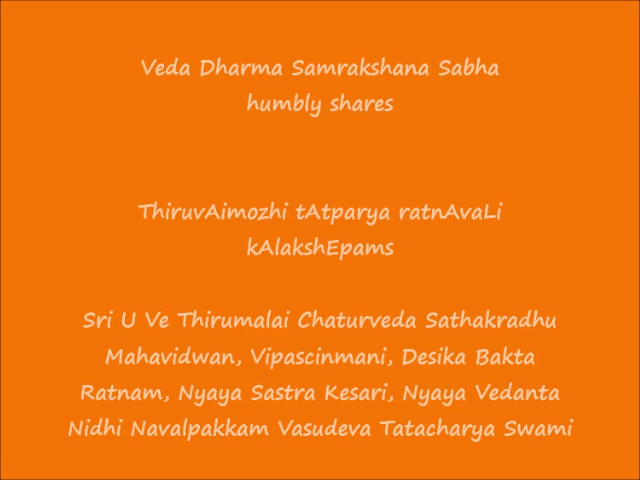 Veda Dharma Samrakshana Sabha
humbly shares
ThiruvAimozhi tAtparya ratnAvaLi
kAlakshEpams
Sri U Ve Thirumalai Chaturveda Sathakradhu
Mahavidwan, Vipascinmani, Desika Bakta
Ratnam, Nyaya Sastra Kesari, Nyaya Vedanta
Nidhi Navalpakkam Vasudeva Tatacharya Swami